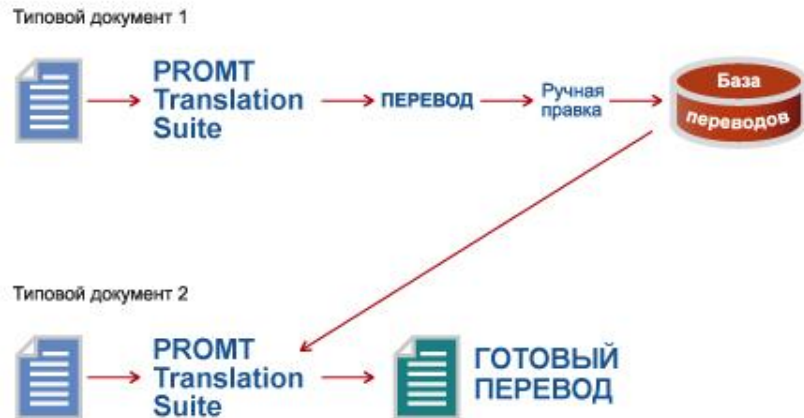 Типовой документ 1
PROMT
Translation
Suite
ПЕРЕВОД
Ручная
правка
База
переводов
Типовой документ 2
PROMT
Translation
Suite
ГОТОВЫЙ
ПЕРЕВОД